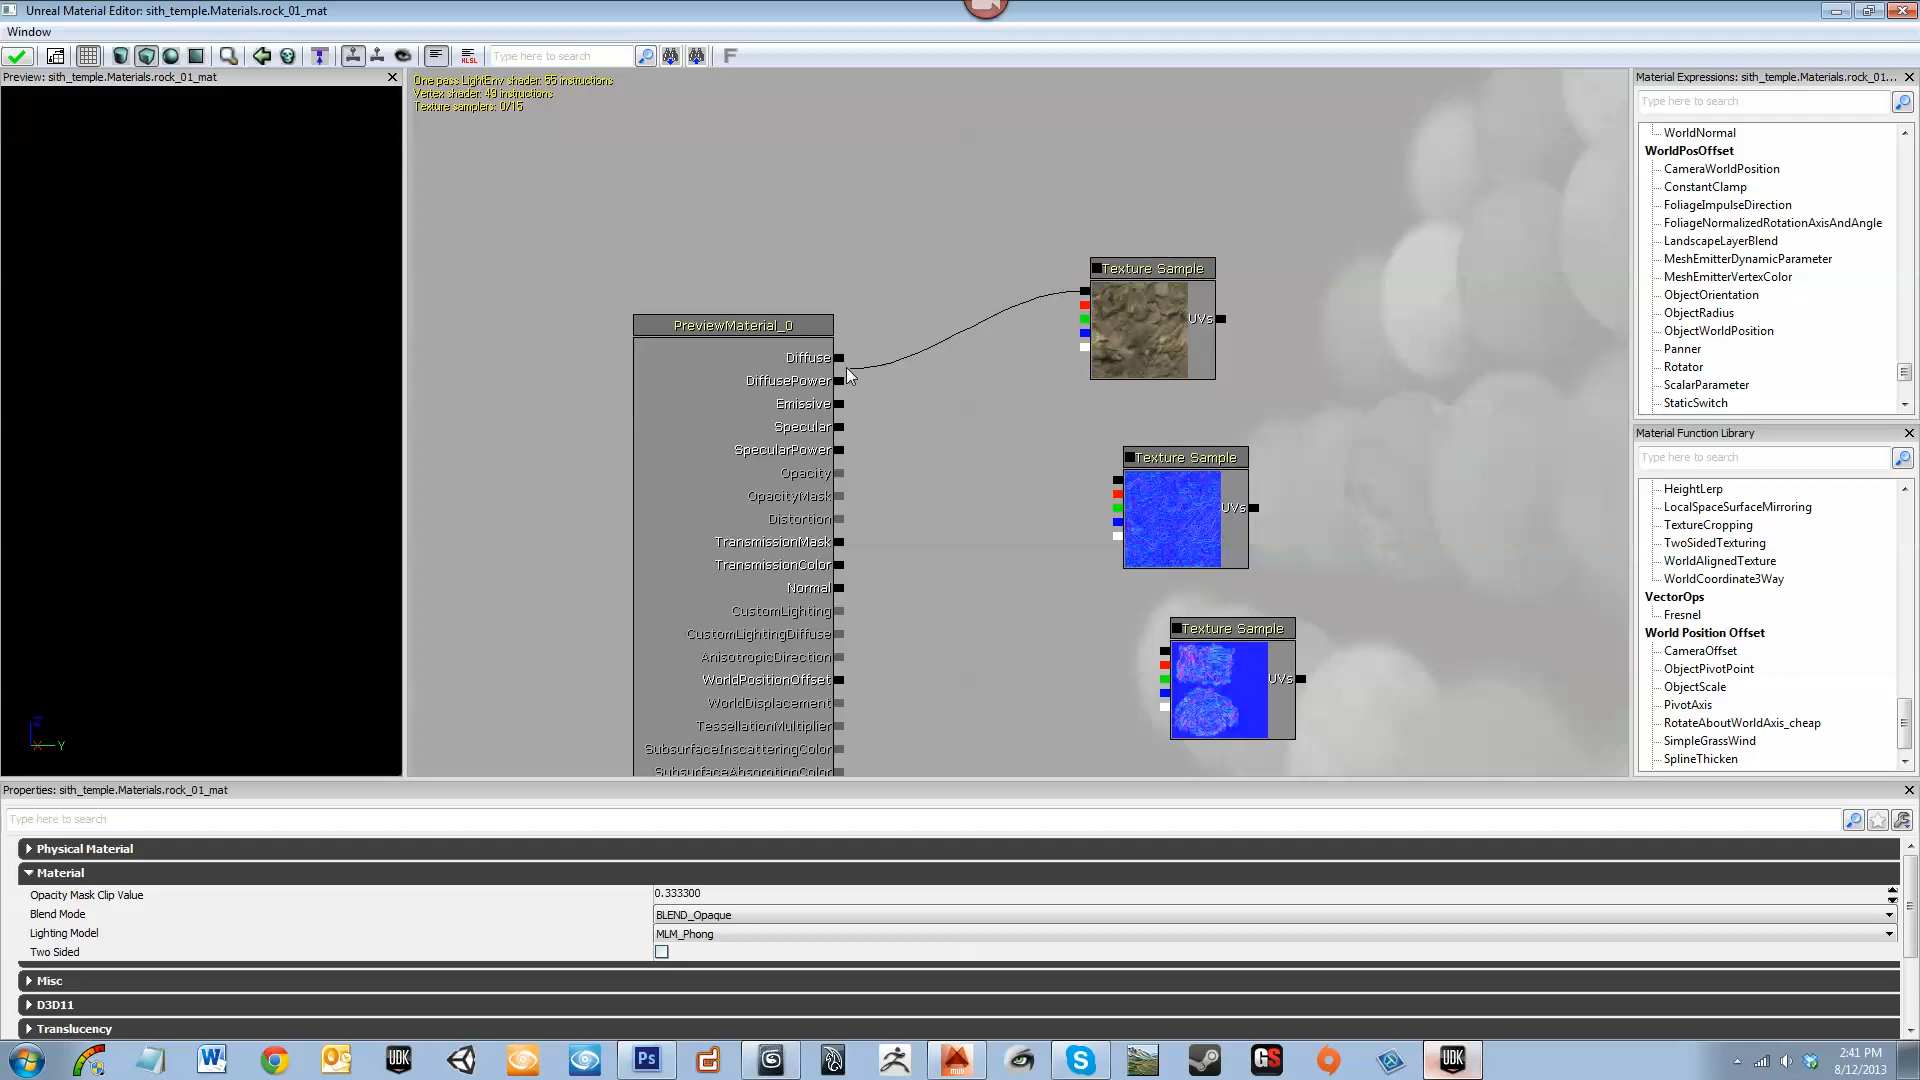 Unreal Material Editor: sith_temple.Materials.rock_01_mat
Window
HLSL
Type here to search
F
Preview: sith_temple.Materials.rock_01_mat
Z
X
Y
One pass LightEnv shader: 55 instructions
Vertex shader: 49 instructions
Texture samplers: 0/15
PreviewMaterial_0
Diffuse
DiffusePower
Emissive
Specular
SpecularPower
Opacity
OpacityMask
Distortion
TransmissionMask
TransmissionColor
Normal
CustomLighting
CustomLightingDiffuse
AnisotropicDirection
WorldPositionOffset
WorldDisplacement
TessellationMultiplier
SubsurfaceInscatteringColor
SubsurfaceAbsorptionColor
Texture Sample
UVs
Texture Sample
UVs
Texture Sample
UVs
Material Expressions: sith_temple.Materials.rock_01...
Type here to search
WorldNormal
WorldPosOffset
CameraWorldPosition
ConstantClamp
FoliageImpulseDirection
FoliageNormalizedRotationAxisAndAngle
LandscapeLayerBlend
MeshEmitterDynamicParameter
MeshEmitterVertexColor
ObjectOrientation
ObjectRadius
ObjectWorldPosition
Panner
Rotator
ScalarParameter
StaticSwitch
Material Function Library
Type here to search
HeightLerp
LocalSpaceSurfaceMirroring
TextureCropping
TwoSidedTexturing
WorldAlignedTexture
WorldCoordinate3Way
VectorOps
Fresnel
World Position Offset
CameraOffset
ObjectPivotPoint
ObjectScale
PivotAxis
RotateAboutWorldAxis_cheap
SimpleGrassWind
SplineThicken
Properties: sith_temple.Materials.rock_01_mat
Type here to search
Physical Material
Material
Opacity Mask Clip Value 0.333300
Blend Mode BLEND_Opaque
Lighting Model MLM_Phong
Two Sided
Misc
D3D11
Translucency
W
UDK
Ps
GS
UDK
2:41 PM
8/12/2013